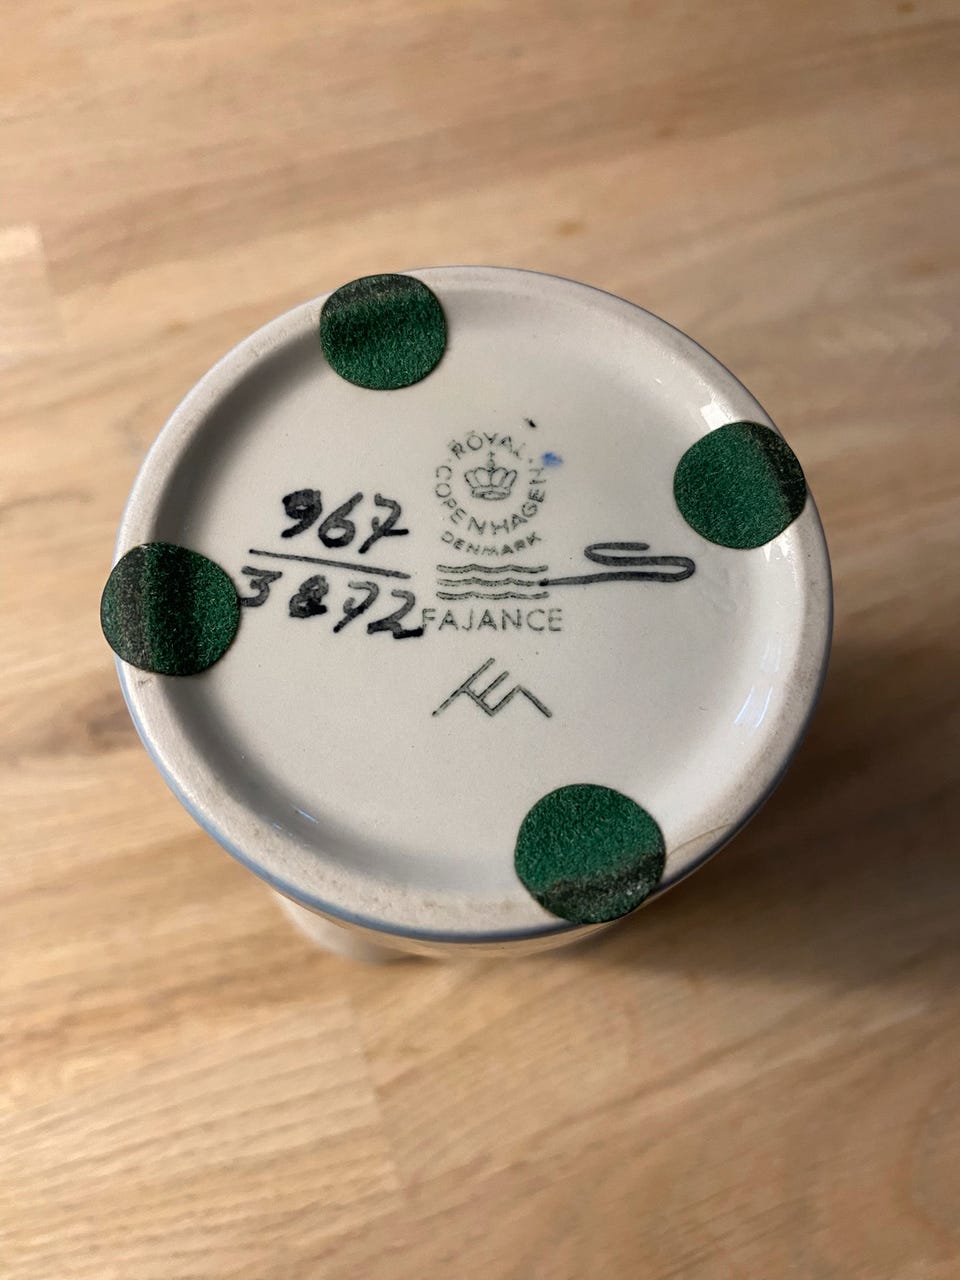 ROYAL
COPENHAGEN
DENMARK
967
3872
FAJANCE